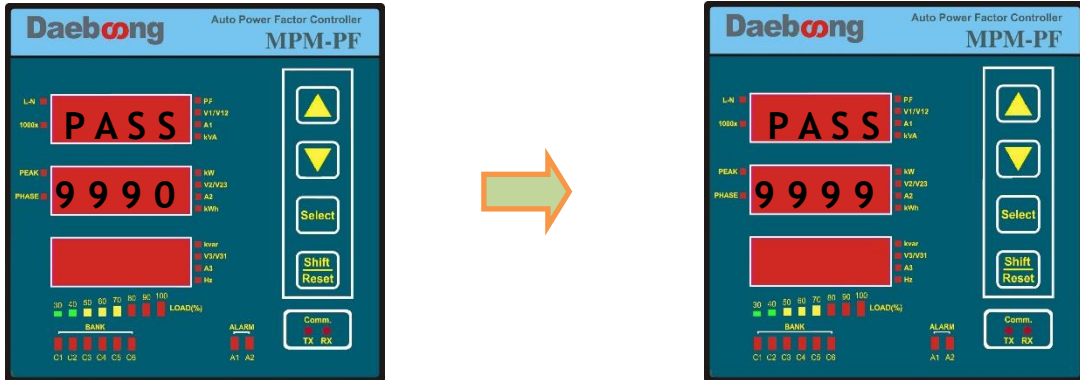 Daeboong
Auto Power Factor Controller
MPM-PF
L-N
1000x
PASS
PF
V1/V12
A1
kVA
PEAK
PHASE
9990
kW
V2/V23
A2
kWh
kvar
V3/V31
A3
Hz
Select
Shift
Reset
30 40 50 60 70 80 90 100
LOAD(%)
BANK
C1 C2 C3 C4 C5 C6
ALARM
A1 A2
Comm.
TX RX
Daeboong
Auto Power Factor Controller
MPM-PF
L-N
1000x
PASS
PF
V1/V12
A1
kVA
PEAK
PHASE
9999
kW
V2/V23
A2
kWh
kvar
V3/V31
A3
Hz
Select
Shift
Reset
30 40 50 60 70 80 90 100
LOAD(%)
BANK
C1 C2 C3 C4 C5 C6
ALARM
A1 A2
Comm.
TX RX